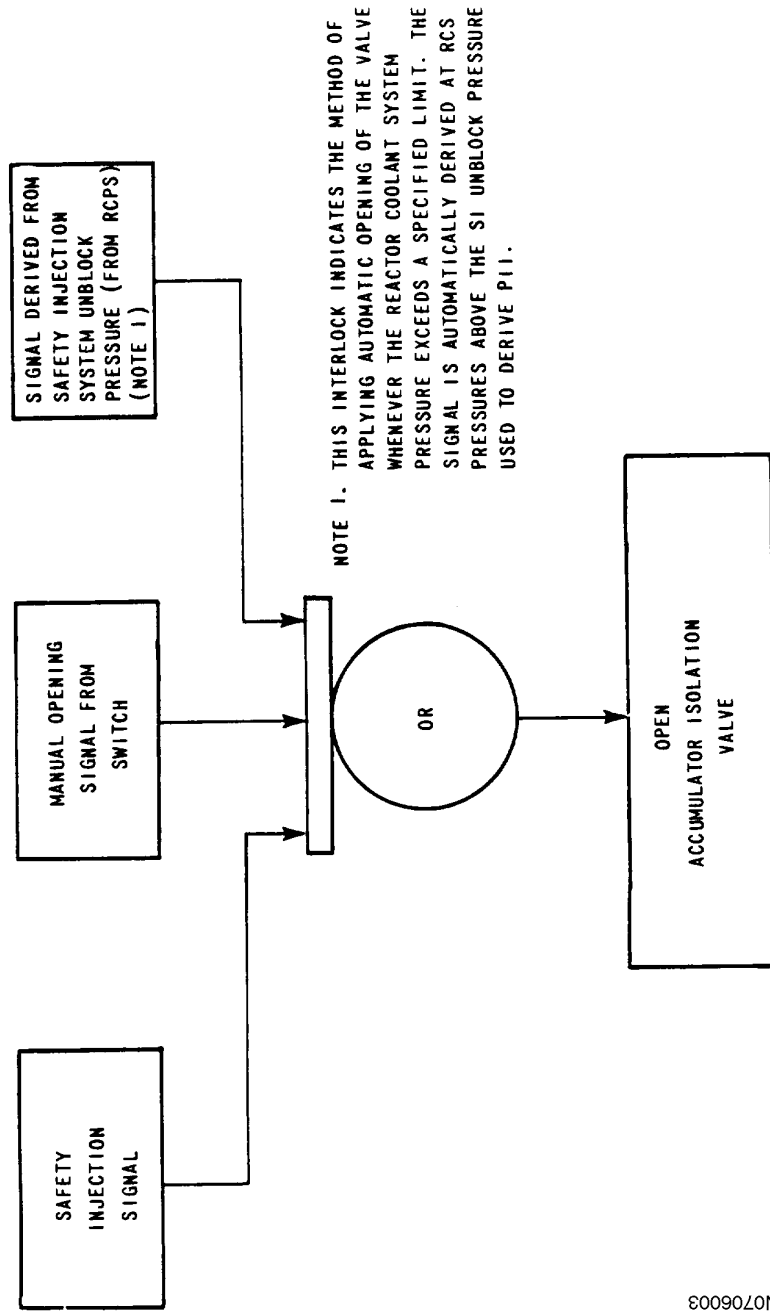 SAFETY
INJECTION
SIGNAL
MANUAL OPENING
SIGNAL FROM
SWITCH
SIGNAL DERIVED FROM
SAFETY INJECTION
SYSTEM UNBLOCK
PRESSURE (FROM RCPS)
(NOTE 1)
OR
OPEN
ACCUMULATOR ISOLATION
VALVE
NOTE 1. THIS INTERLOCK INDICATES THE METHOD OF
APPLYING AUTOMATIC OPENING OF THE VALVE
WHENEVER THE REACTOR COOLANT SYSTEM
PRESSURE EXCEEDS A SPECIFIED LIMIT. THE
SIGNAL IS AUTOMATICALLY DERIVED AT RCS
PRESSURES ABOVE THE SI UNBLOCK PRESSURE
USED TO DERIVE P11.
N0706003